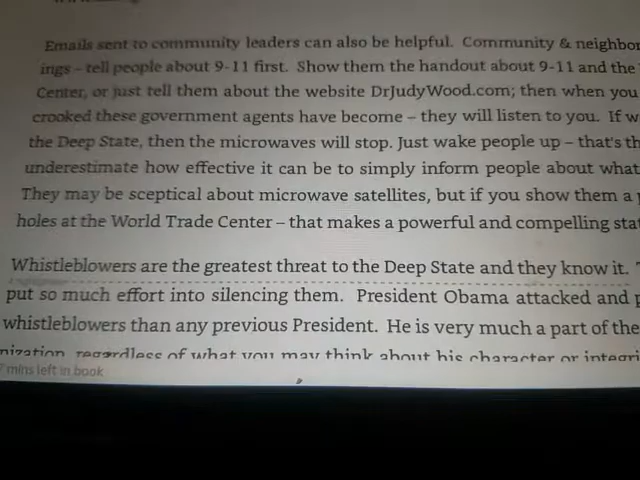 Emails sent to community leaders can also be helpful. Community & neighbor
ings – tell people about 9-11 first. Show them the handout about 9-11 and the
Center, or just tell them about the website DrJudyWood.com; then when you
crooked these government agents have become – they will listen to you. If w
the Deep State, then the microwaves will stop. Just wake people up – that's th
underestimate how effective it can be to simply inform people about what
They may be sceptical about microwave satellites, but if you show them a
holes at the World Trade Center – that makes a powerful and compelling stat
Whistleblowers are the greatest threat to the Deep State and they know it.
put so much effort into silencing them. President Obama attacked and p
whistleblowers than any previous President. He is very much a part of the
nization, regardless of what you may think about his character or integri
mins left in book